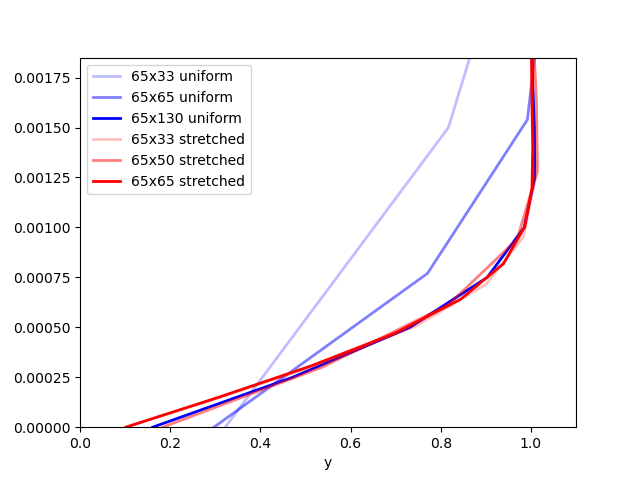 65x33 uniform
65x65 uniform
65x130 uniform
65x33 stretched
65x50 stretched
65x65 stretched
0.00175
0.00150
0.00125
0.00100
0.00075
0.00050
0.00025
0.00000
0.0 0.2 0.4 0.6 0.8 1.0
y